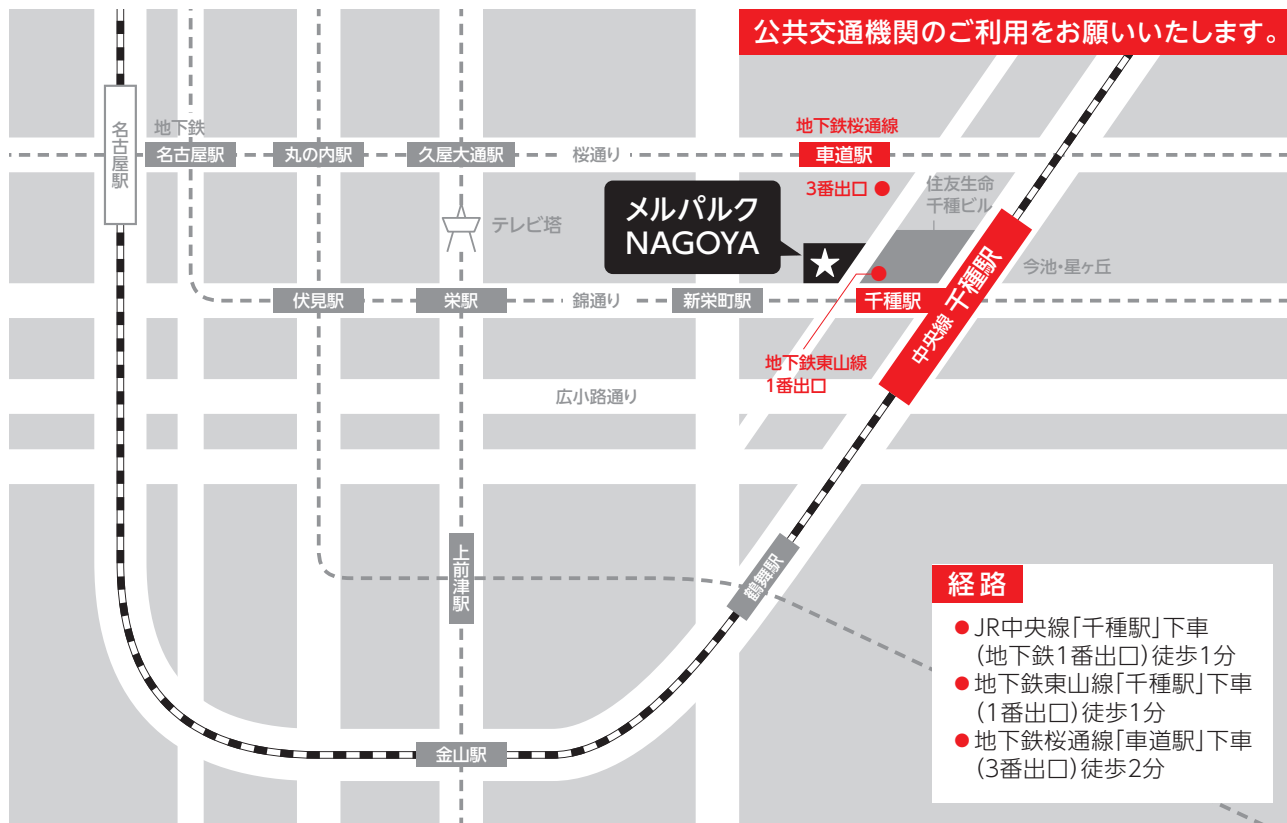 公共交通機関のご利用をお願いいたします。
名古屋駅
地下鉄
名古屋駅
丸の内駅
久屋大通駅
桜通り
地下鉄桜通線
車道駅
3番出口
住友生命
千種ビル
メルパルク
NAGOYA
テレビ塔
今池・星ヶ丘
伏見駅
栄駅
錦通り
新栄町駅
千種駅
中央線 千種駅
地下鉄東山線
1番出口
広小路通り
上前津駅
鶴舞駅
金山駅
経路
●JR中央線「千種駅」下車
(地下鉄1番出口)徒歩1分
●地下鉄東山線「千種駅」下車
(1番出口)徒歩1分
●地下鉄桜通線「車道駅」下車
(3番出口)徒歩2分